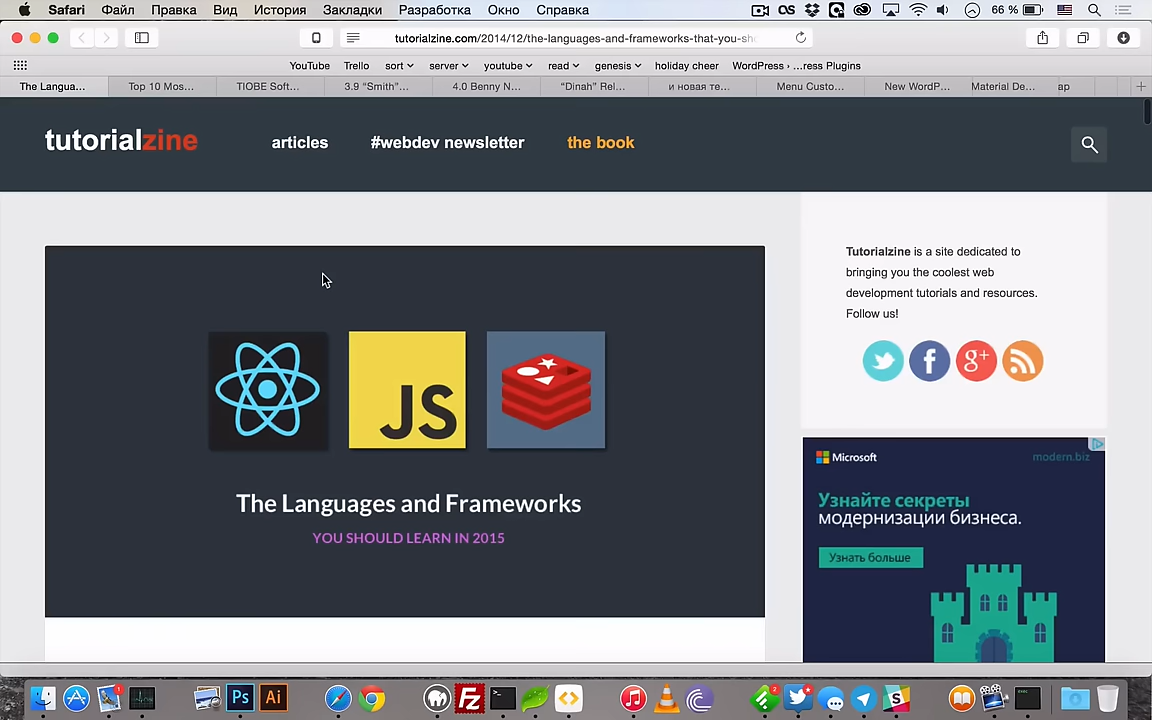 Safari Файл Правка Вид История Закладки Разработка Окно Справка 66 %
tutorialzine.com/2014/12/the-languages-and-frameworks-that-you-sh
YouTube Trello sort server youtube read genesis holiday cheer WordPress › …ress Plugins
The Langua… Top 10 Mos… TIOBE Soft… 3.9 “Smith”… 4.0 Benny N… “Dinah” Rel… и новая те… Menu Custo… New WordP… Material De… ap
tutorialzine articles #webdev newsletter the book
Tutorialzine is a site dedicated to
bringing you the coolest web
development tutorials and resources.
Follow us!
JS
The Languages and Frameworks
YOU SHOULD LEARN IN 2015
Microsoft modern.biz
Узнайте секреты
модернизации бизнеса.
Узнать больше
Ps Ai Fz